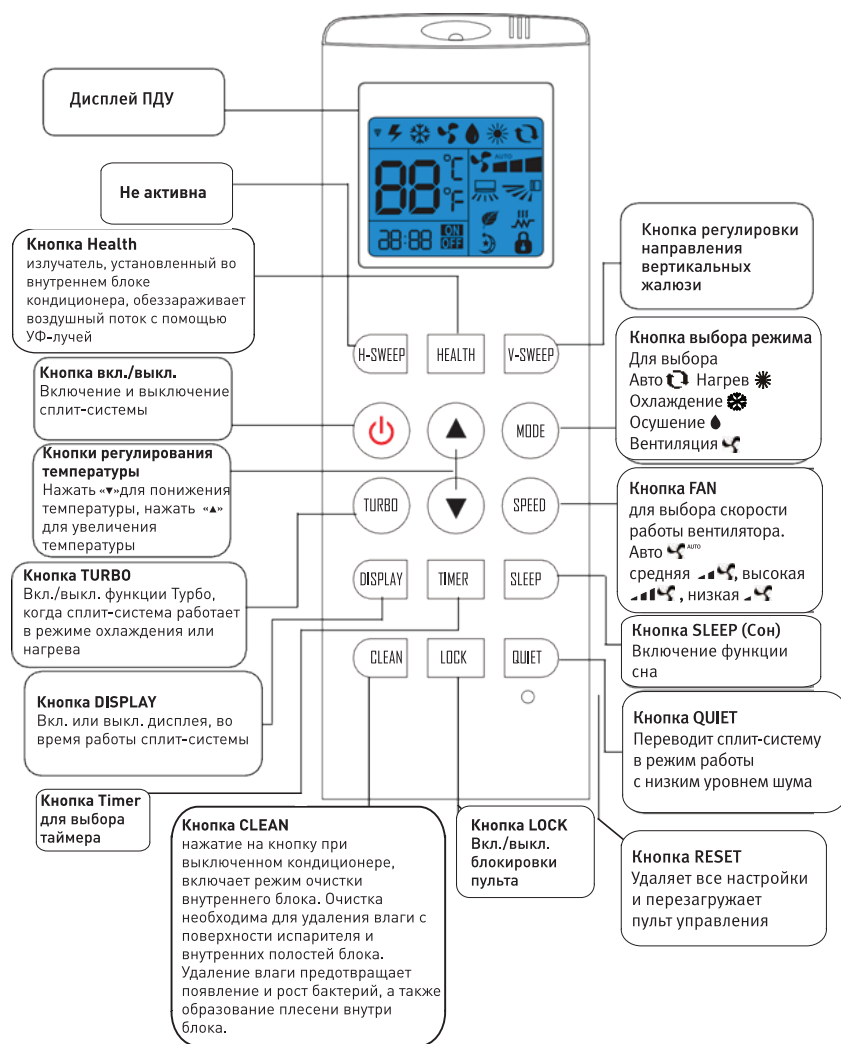 Дисплей ПДУ
Не активна
Кнопка Health
излучатель, установленный во
внутреннем блоке
кондиционера, обеззараживает
воздушный поток с помощью
УФ-лучей
Кнопка вкл./выкл.
Включение и выключение
сплит-системы
Кнопки регулирования
температуры
Нажать «▼»для понижения
температуры, нажать «▲»
для увеличения
температуры
Кнопка TURBO
Вкл./выкл. функции Турбо,
когда сплит-система работает
в режиме охлаждения или
нагрева
Кнопка DISPLAY
Вкл. или выкл. дисплея, во
время работы сплит-системы
Кнопка Timer
для выбора
таймера
Кнопка CLEAN
нажатие на кнопку при
выключенном кондиционере,
включает режим очистки
внутреннего блока. Очистка
необходима для удаления влаги с
поверхности испарителя и
внутренних полостей блока.
Удаление влаги предотвращает
появление и рост бактерий, а также
образование плесени внутри
блока.
AUTO
88 °C
°F
88:88 ON
OFF
H-SWEEP HEALTH V-SWEEP
MODE
TURBO SPEED
DISPLAY TIMER SLEEP
CLEAN LOCK QUIET
Кнопка LOCK
Вкл./выкл.
блокировки
пульта
Кнопка регулировки
направления
вертикальных
жалюзи
Кнопка выбора режима
Для выбора
Авто Нагрев
Охлаждение
Осушение
Вентиляция
Кнопка FAN
для выбора скорости
работы вентилятора.
Авто AUTO
средняя , высокая
, низкая
Кнопка SLEEP (Сон)
Включение функции
сна
Кнопка QUIET
Переводит сплит-систему
в режим работы
с низким уровнем шума
Кнопка RESET
Удаляет все настройки
и перезагружает
пульт управления